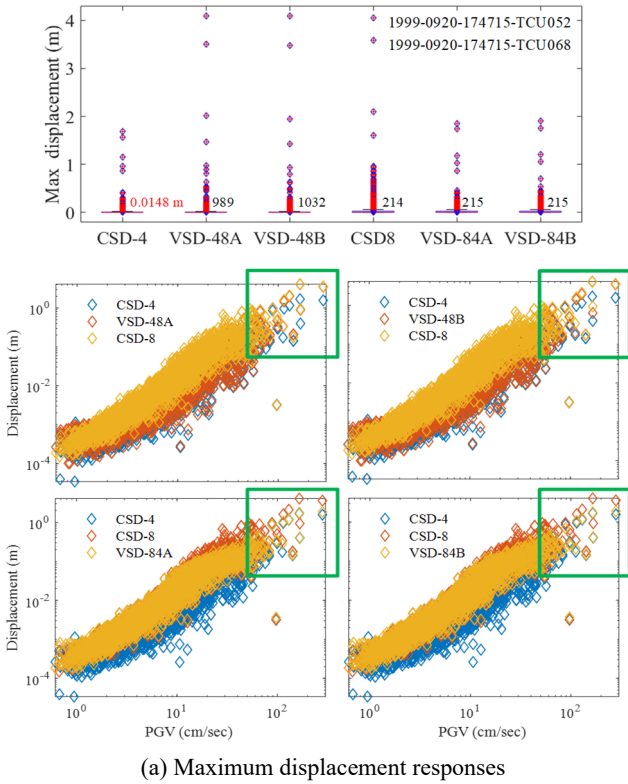 4
3
2
1
0
Max displacement (m)
1999-0920-174715-TCU052
1999-0920-174715-TCU068
0.0148 m
989
1032
214
215
215
CSD-4
VSD-48A
VSD-48B
CSD8
VSD-84A
VSD-84B
Displacement (m)
10^0
10^-2
10^-4
CSD-4
VSD-48A
CSD-8
CSD-4
VSD-48B
CSD-8
Displacement (m)
10^0
10^-2
10^-4
CSD-4
CSD-8
VSD-84A
CSD-4
CSD-8
VSD-84B
10^0
10^1
10^2
PGV (cm/sec)
10^0
10^1
10^2
PGV (cm/sec)
(a) Maximum displacement responses